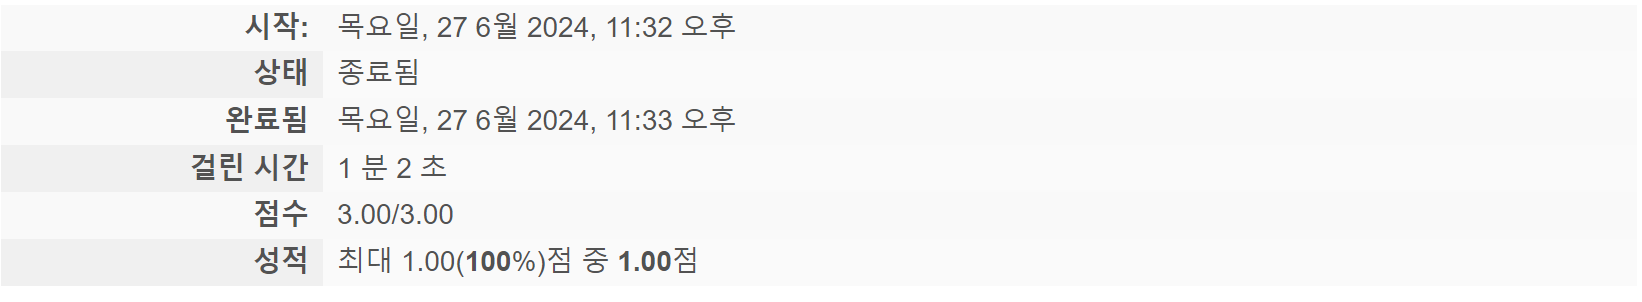 시작: 목요일, 27 6월 2024, 11:32 오후
상태 종료됨
완료됨 목요일, 27 6월 2024, 11:33 오후
걸린 시간 1 분 2 초
점수 3.00/3.00
성적 최대 1.00(100%)점 중 1.00점